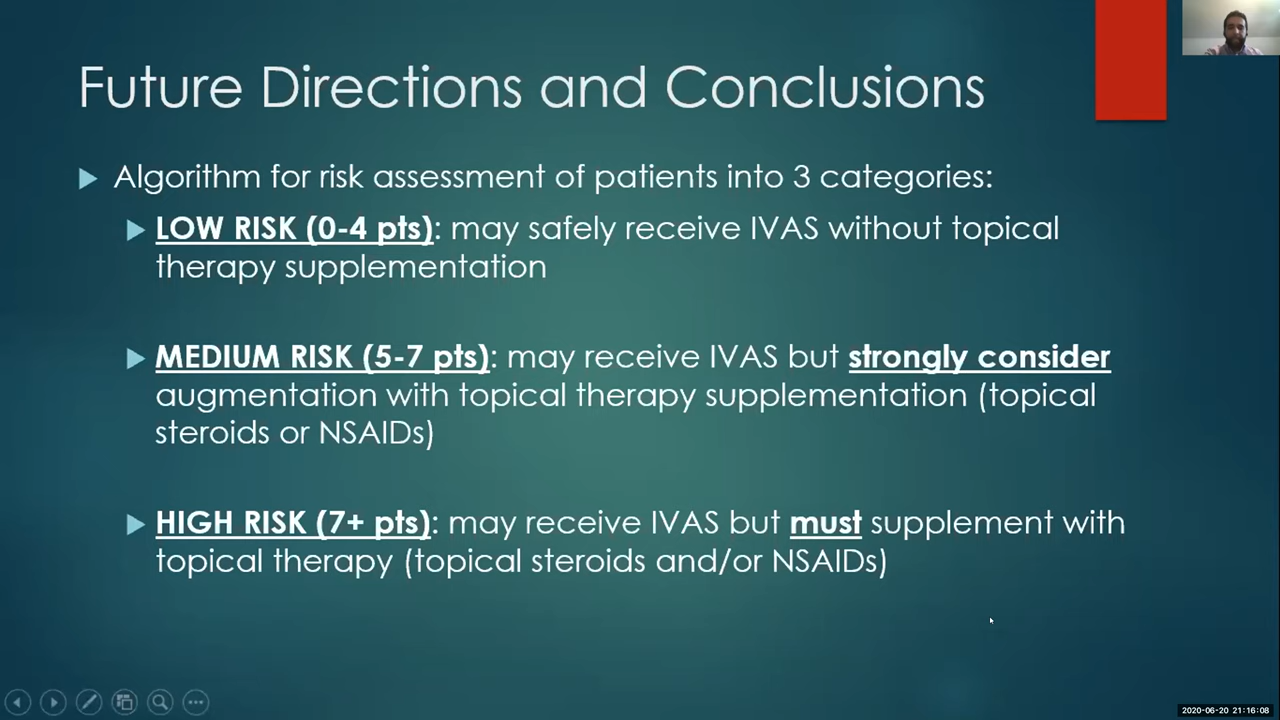 Future Directions and Conclusions
Algorithm for risk assessment of patients into 3 categories:
LOW RISK (0-4 pts): may safely receive IVAS without topical
therapy supplementation
MEDIUM RISK (5-7 pts): may receive IVAS but strongly consider
augmentation with topical therapy supplementation (topical
steroids or NSAIDs)
HIGH RISK (7+ pts): may receive IVAS but must supplement with
topical therapy (topical steroids and/or NSAIDs)
2020-06-20 21:16:08